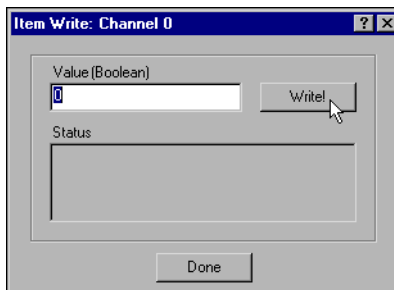 Item Write: Channel 0
Value (Boolean)
0
Write!
Status
Done